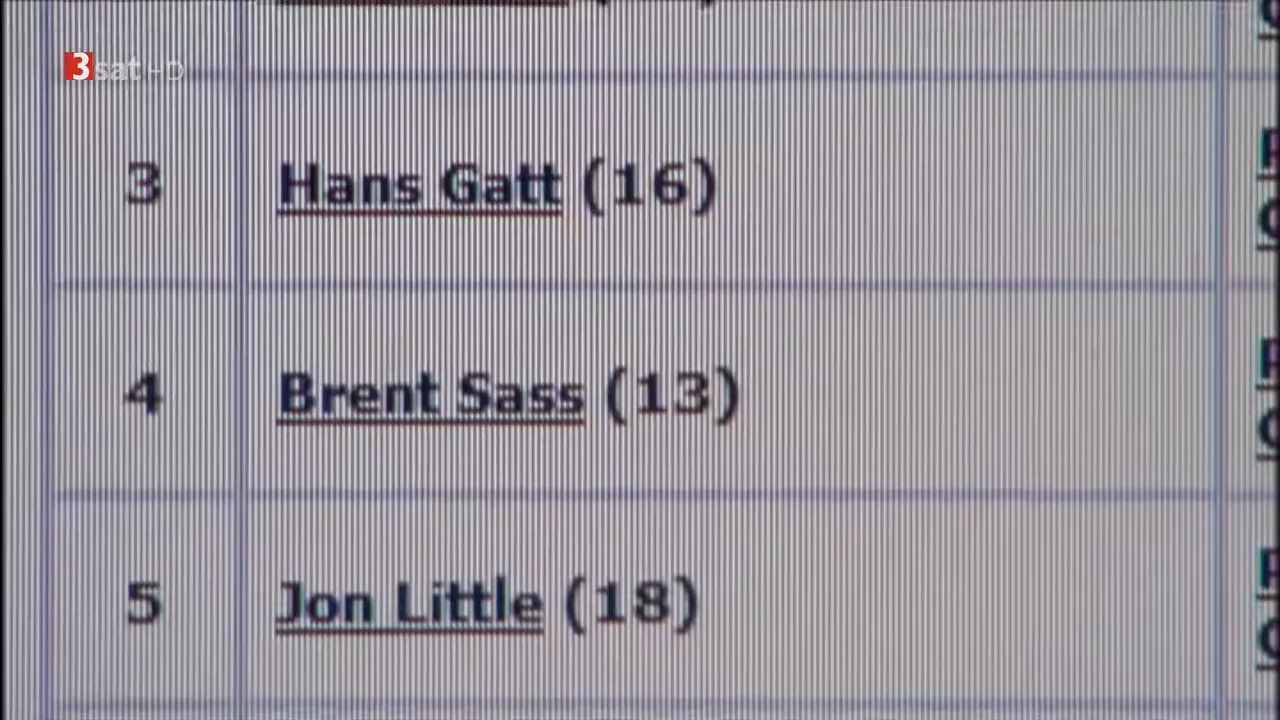 3sat HD
3 Hans Gatt (16)
4 Brent Sass (13)
5 Jon Little (18)